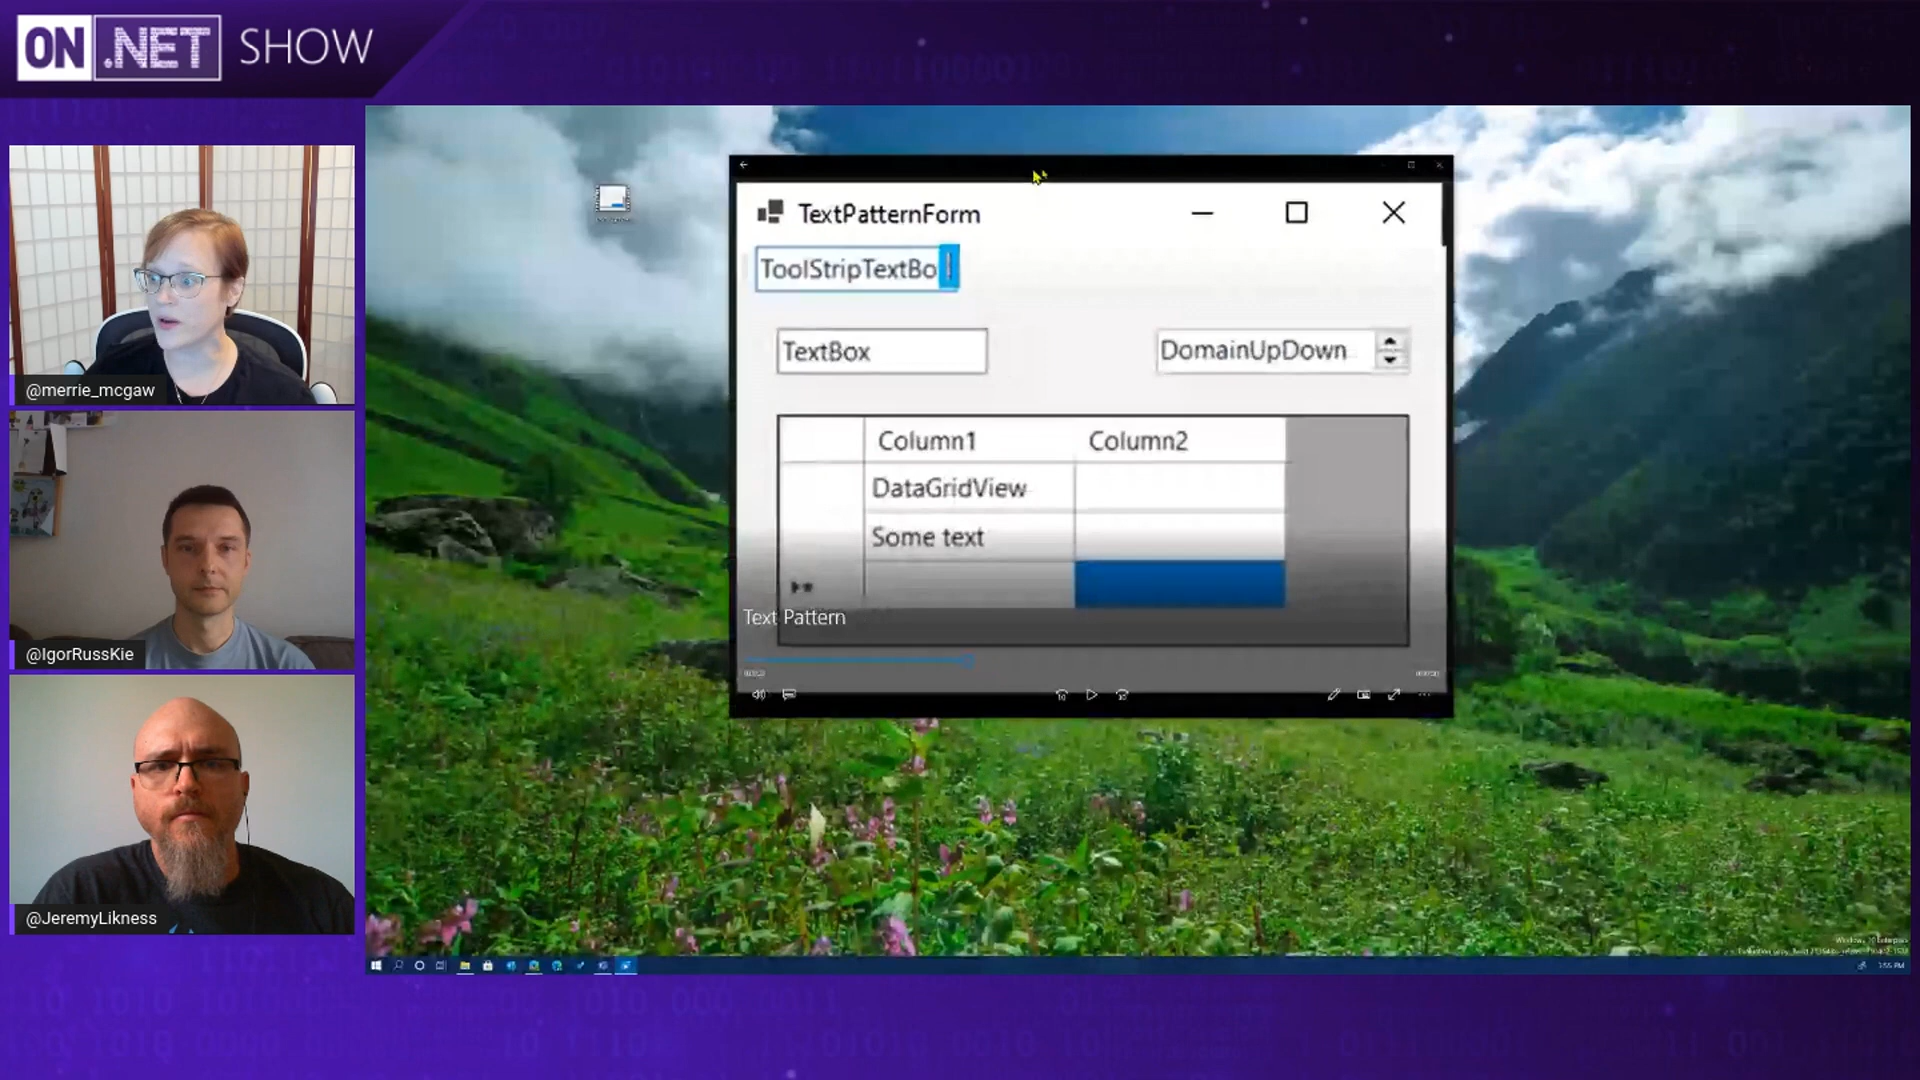 ON .NET SHOW
@merrie_mcgaw
@IgorRussKie
@JeremyLikness
TextPatternForm
ToolStripTextBo
TextBox
DomainUpDown
Column1 Column2
DataGridView
Some text
Text Pattern